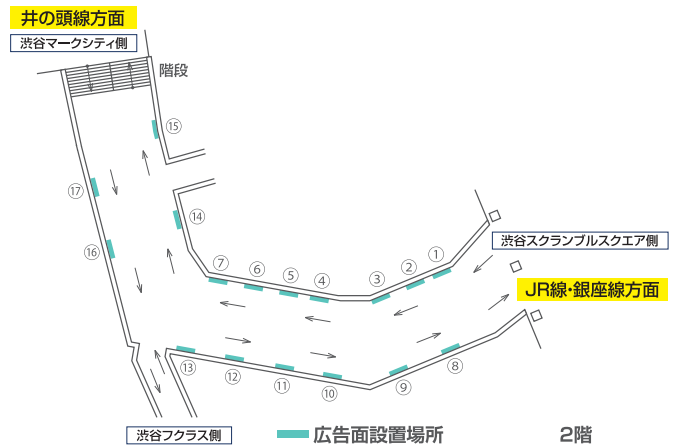 井の頭線方面
渋谷マークシティ側
階段
⑮
⑰
⑭
⑯
⑦
⑥
⑤
④
③
②
①
渋谷スクランブルスクエア側
JR線・銀座線方面
⑬
⑫
⑪
⑩
⑨
⑧
渋谷フクラス側
広告面設置場所
2階